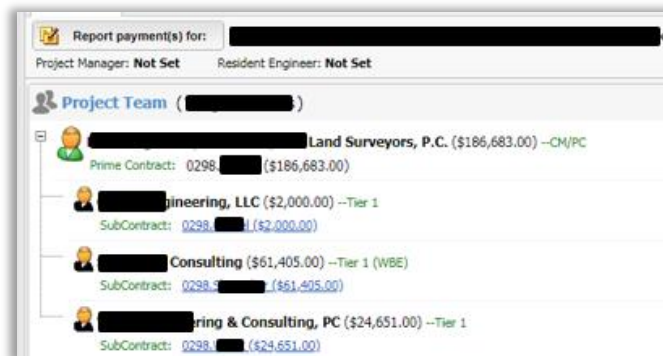 Report payment(s) for:
Project Manager: Not Set Resident Engineer: Not Set
Project Team ( )
Land Surveyors, P.C. ($186,683.00) --CM/PC
Prime Contract: 0298. ($186,683.00)
gineering, LLC ($2,000.00) --Tier 1
SubContract: 0298. ($2,000.00)
Consulting ($61,405.00) --Tier 1 (WBE)
SubContract: 0298. ($61,405.00)
ring & Consulting, PC ($24,651.00) --Tier 1
SubContract: 0298. ($24,651.00)